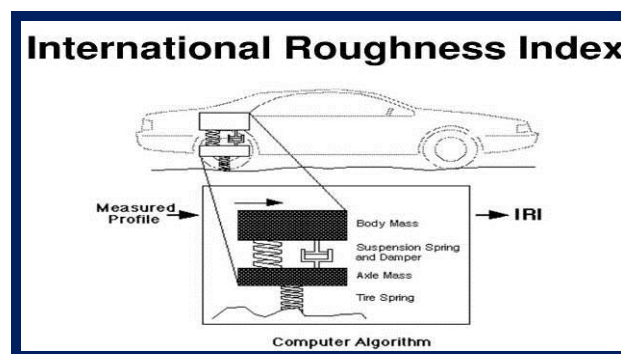 International Roughness Index
Measured
Profile
IRI
Body Mass
Suspension Spring
and Damper
Axle Mass
Tire Spring
Computer Algorithm